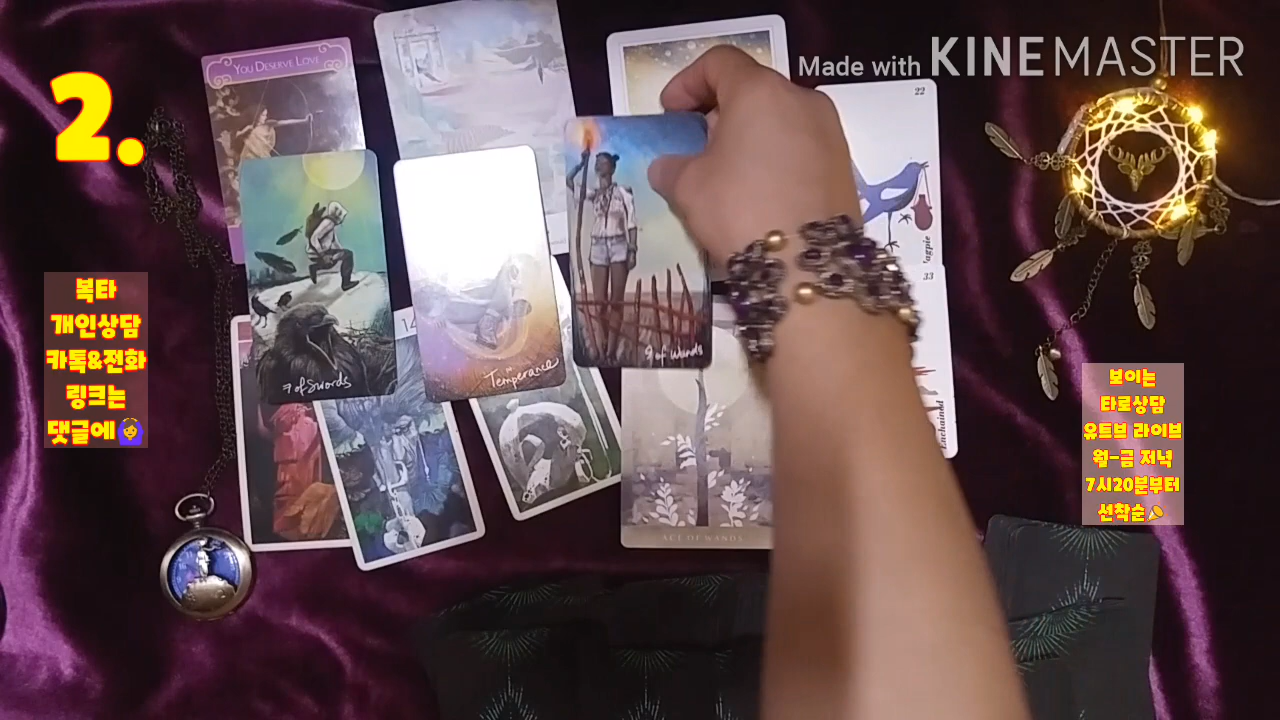 Made with KINEMASTER
2.
YOU DESERVE LOVE
22
agpie
33
Enchained
7 of Swords
14
Temperance
9 of Wands
ACE OF WANDS
복타
개인상담
카톡&전화
링크는
댓글에
보이는
타로상담
유트브 라이브
월-금 저녁
7시20분부터
선착순